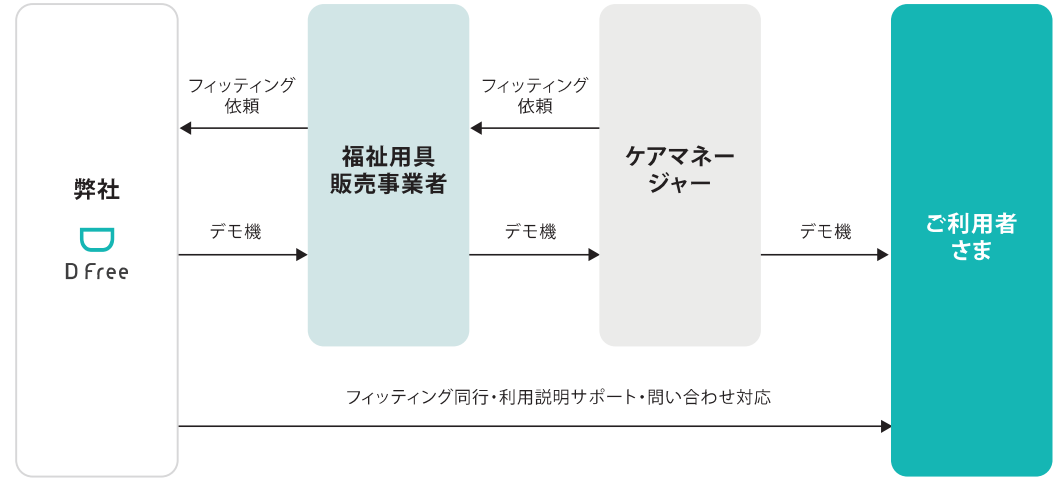 フィッティング
依頼
フィッティング
依頼
福祉用具
販売事業者
ケアマネー
ジャー
弊社
D Free
デモ機
デモ機
デモ機
ご利用者
さま
フィッティング同行・利用説明サポート・問い合わせ対応